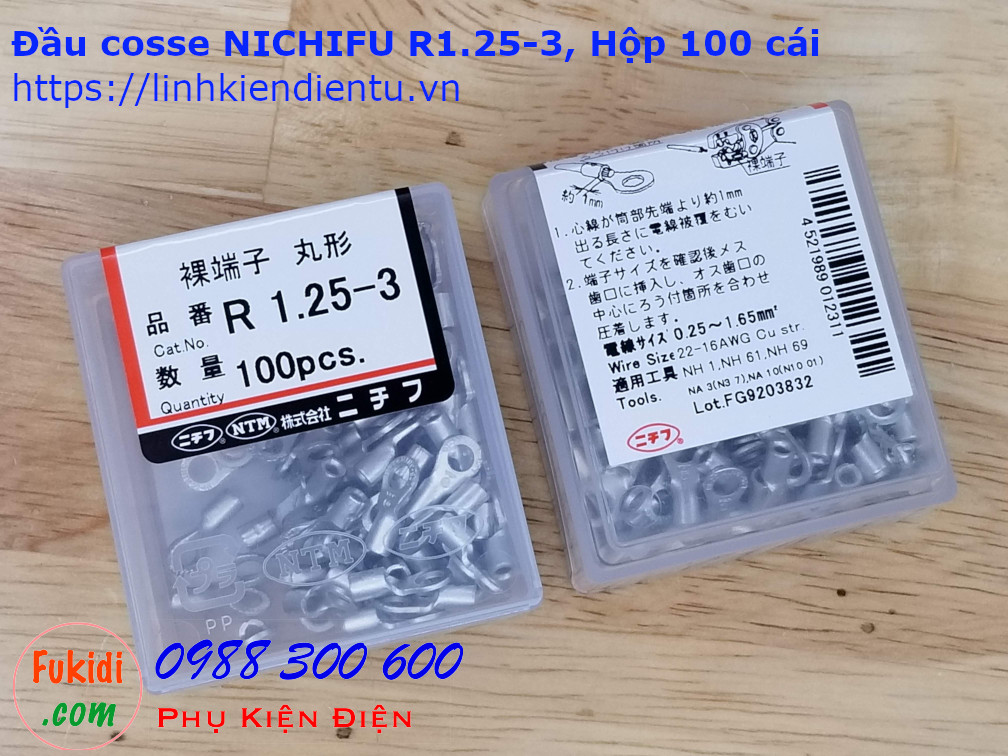 Đầu cosse NICHIFU R1.25-3, Hộp 100 cái
https://linhkiendientu.vn
裸端子 丸形
品番 R 1.25-3
Cat.No.
数量 100pcs.
Quantity
ニチフ® NTM® 株式会社 ニチフ
NTM
プラ
PP
裸端子
約1mm
1.心線が筒部先端より約1mm
出る長さに電線被覆をむい
てください。
2.端子サイズを確認後メス
歯口に挿入し、オス歯口の
中心にろう付箇所を合わせ
圧着します。
電線サイズ 0.25~1.65mm²
Wire Size 22-16AWG Cu str.
適用工具 NH 1,NH 61,NH 69
Tools. NA 3(N3 7),NA 10(N10 01)
Lot.FG9203832
ニチフ®
4 521989 012311
Fukidi
.com
0988 300 600
Phụ Kiện Điện